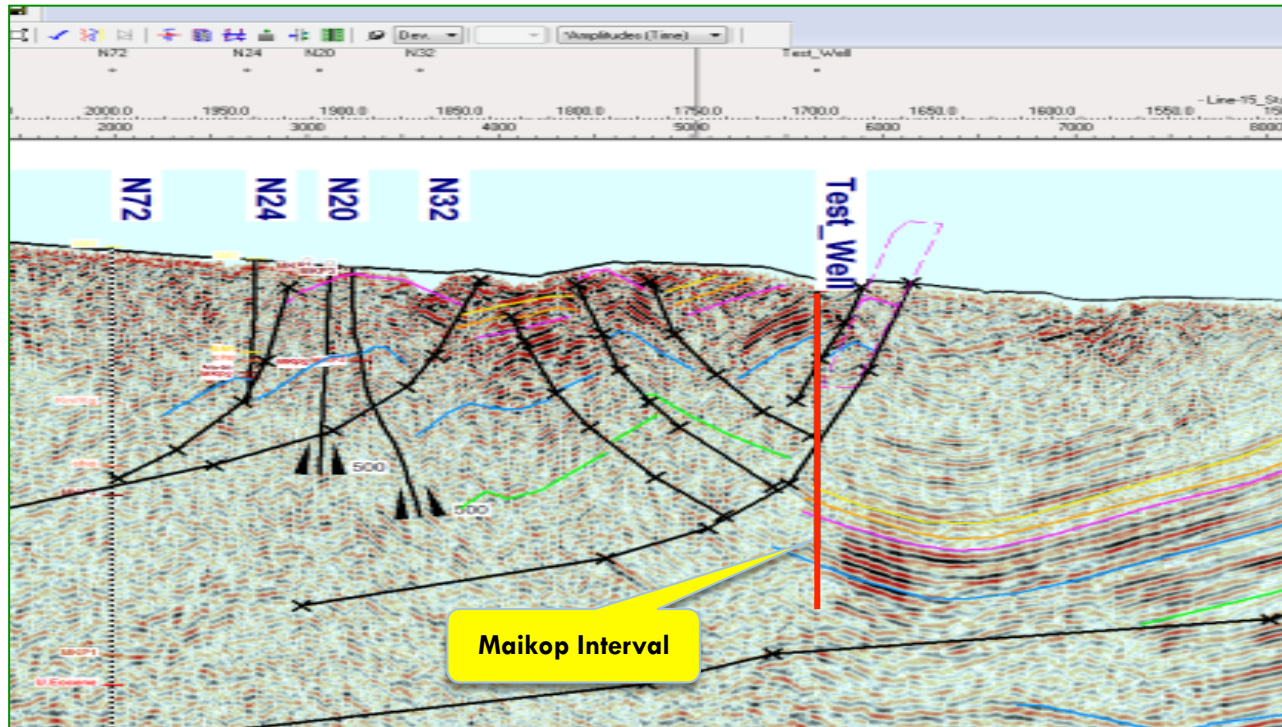 Dev.
*Amplitudes (Time)
N72 N24 N20 N32 Test_Well
- Line-15_St
2000.0 1950.0 1900.0 1850.0 1800.0 1750.0 1700.0 1650.0 1600.0 1550.0
2000 3000 4000 5000 6000 7000 8000
N72
N24
N20
N32
Test_Well
500
500
Maikop Interval
MKP1
U.Eocene